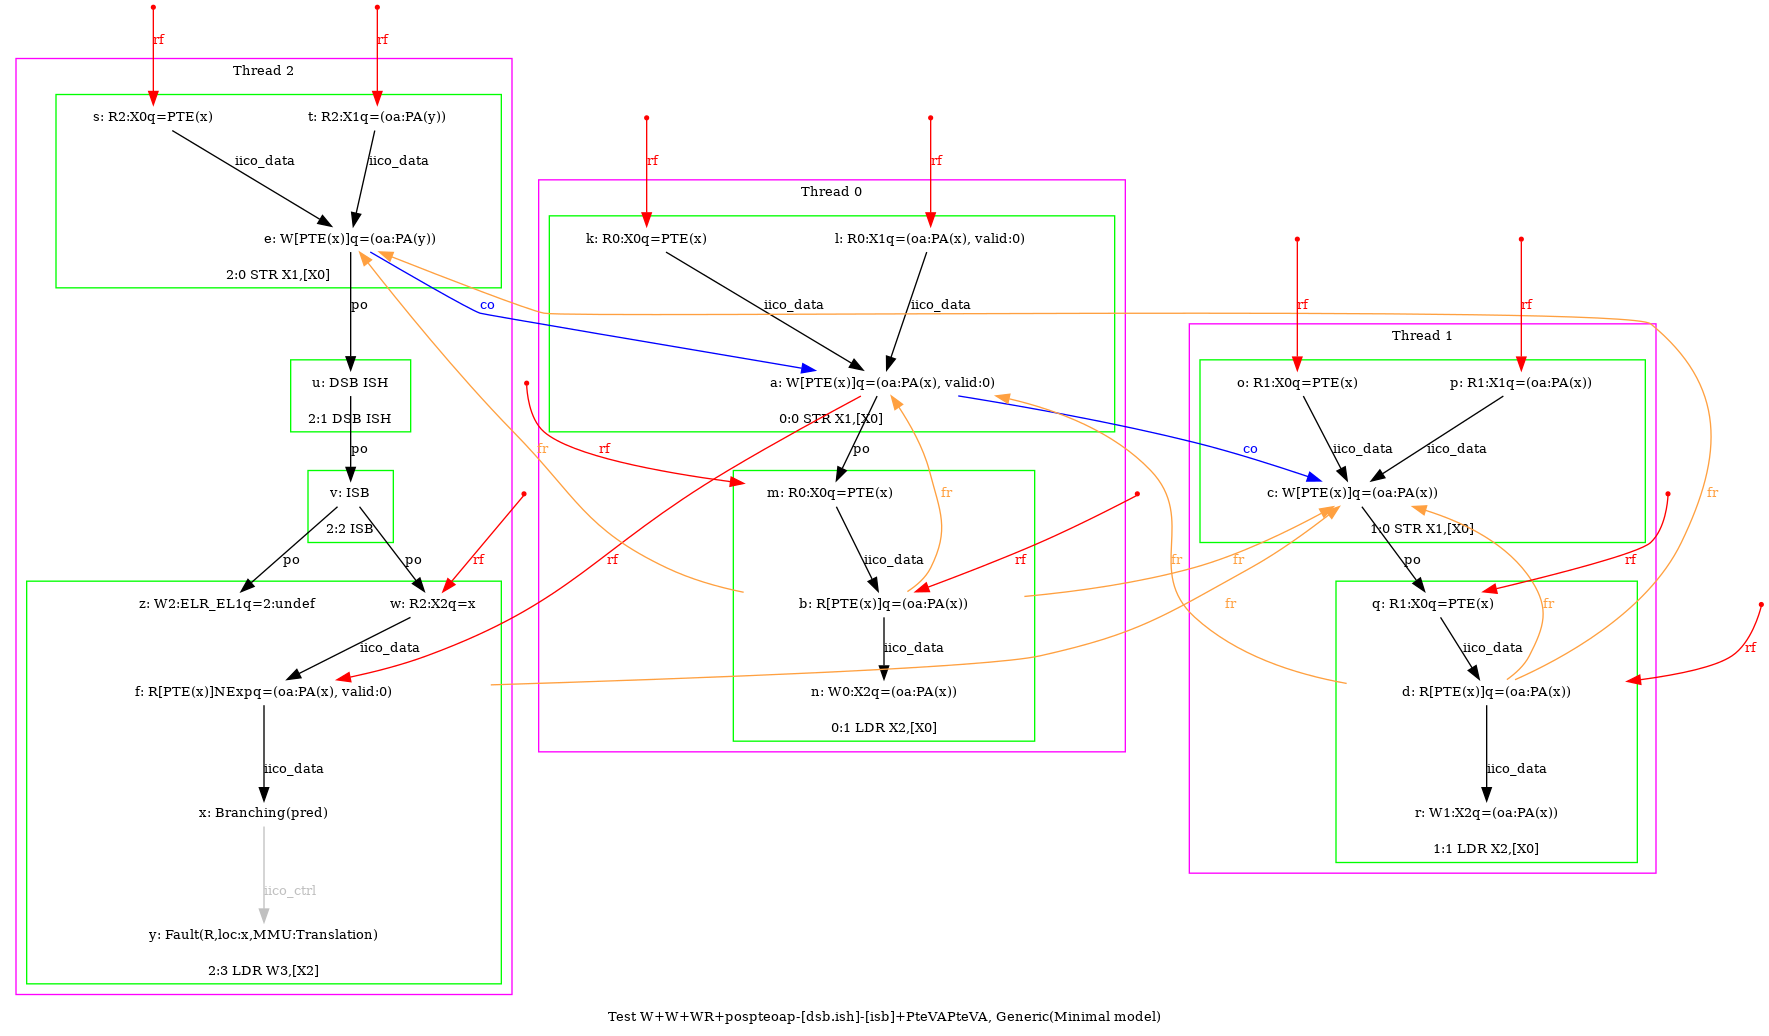 rf
rf
Thread 2
s: R2:X0q=PTE(x)
t: R2:X1q=(oa:PA(y))
iico_data
iico_data
e: W[PTE(x)]q=(oa:PA(y))
2:0 STR X1,[X0]
po
co
u: DSB ISH
2:1 DSB ISH
po
v: ISB
2:2 ISB
po
po
rf
z: W2:ELR_EL1q=2:undef
w: R2:X2q=x
iico_data
f: R[PTE(x)]NExpq=(oa:PA(x), valid:0)
iico_data
x: Branching(pred)
iico_ctrl
y: Fault(R,loc:x,MMU:Translation)
2:3 LDR W3,[X2]
rf
rf
Thread 0
k: R0:X0q=PTE(x)
l: R0:X1q=(oa:PA(x), valid:0)
iico_data
iico_data
a: W[PTE(x)]q=(oa:PA(x), valid:0)
0:0 STR X1,[X0]
fr
rf
po
co
m: R0:X0q=PTE(x)
fr
rf
iico_data
rf
b: R[PTE(x)]q=(oa:PA(x))
iico_data
n: W0:X2q=(oa:PA(x))
0:1 LDR X2,[X0]
fr
fr
fr
rf
rf
Thread 1
o: R1:X0q=PTE(x)
p: R1:X1q=(oa:PA(x))
iico_data
iico_data
c: W[PTE(x)]q=(oa:PA(x))
1:0 STR X1,[X0]
fr
po
rf
q: R1:X0q=PTE(x)
fr
iico_data
rf
d: R[PTE(x)]q=(oa:PA(x))
iico_data
r: W1:X2q=(oa:PA(x))
1:1 LDR X2,[X0]
Test W+W+WR+pospteoap-[dsb.ish]-[isb]+PteVAPteVA, Generic(Minimal model)